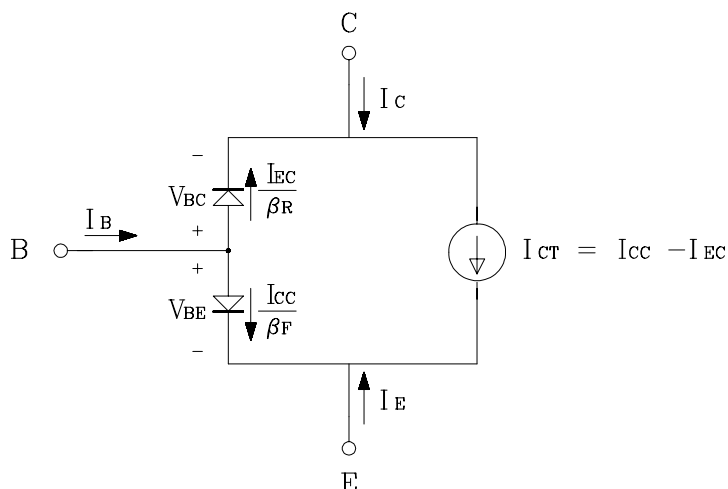 C
IC
−
IEC
VBC
βR
+
IB
B
ICT = ICC −IEC
+
ICC
VBE
βF
−
IE
E